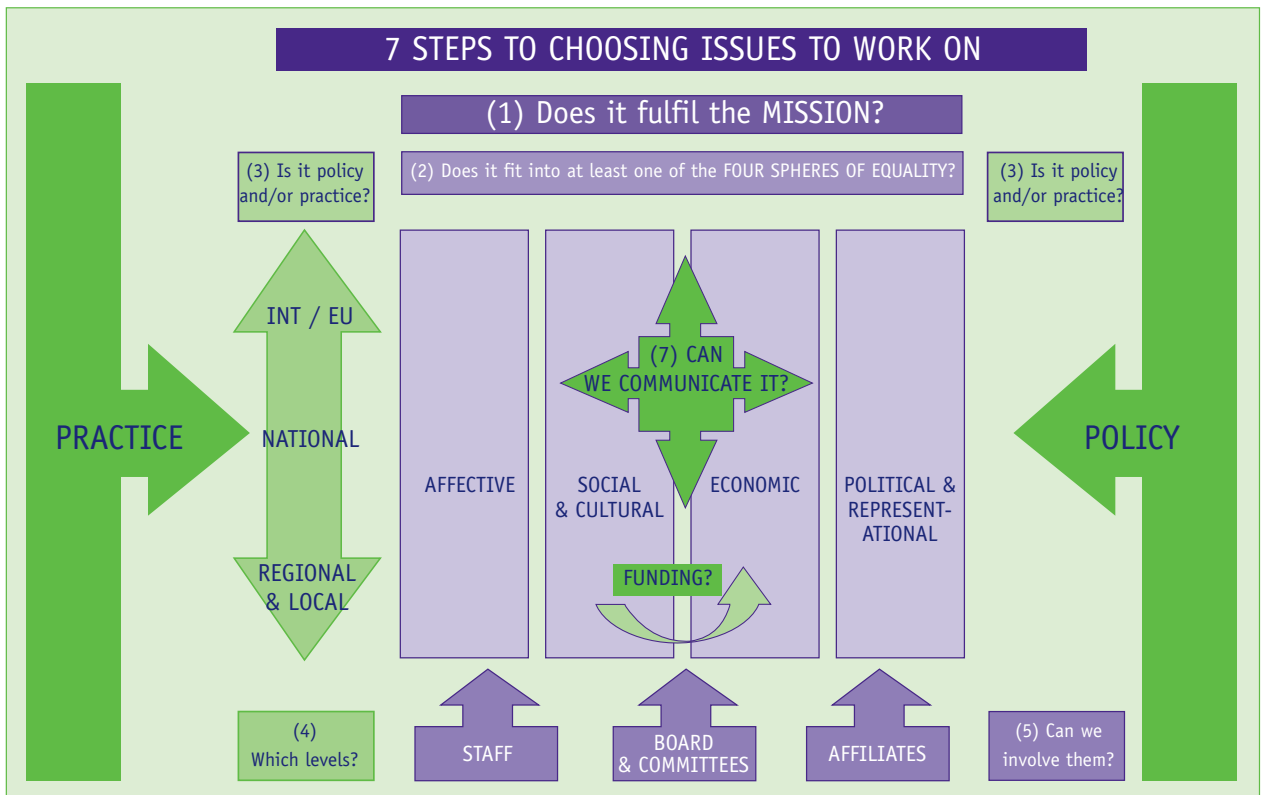 7 STEPS TO CHOOSING ISSUES TO WORK ON
(1) Does it fulfil the MISSION?
(3) Is it policy
and/or practice?
(2) Does it fit into at least one of the FOUR SPHERES OF EQUALITY?
(3) Is it policy
and/or practice?
INT / EU
(7) CAN
WE COMMUNICATE IT?
PRACTICE
NATIONAL
POLICY
AFFECTIVE
SOCIAL
& CULTURAL
ECONOMIC
POLITICAL &
REPRESENT-
ATIONAL
REGIONAL
& LOCAL
FUNDING?
(4)
Which levels?
STAFF
BOARD
& COMMITTEES
AFFILIATES
(5) Can we
involve them?